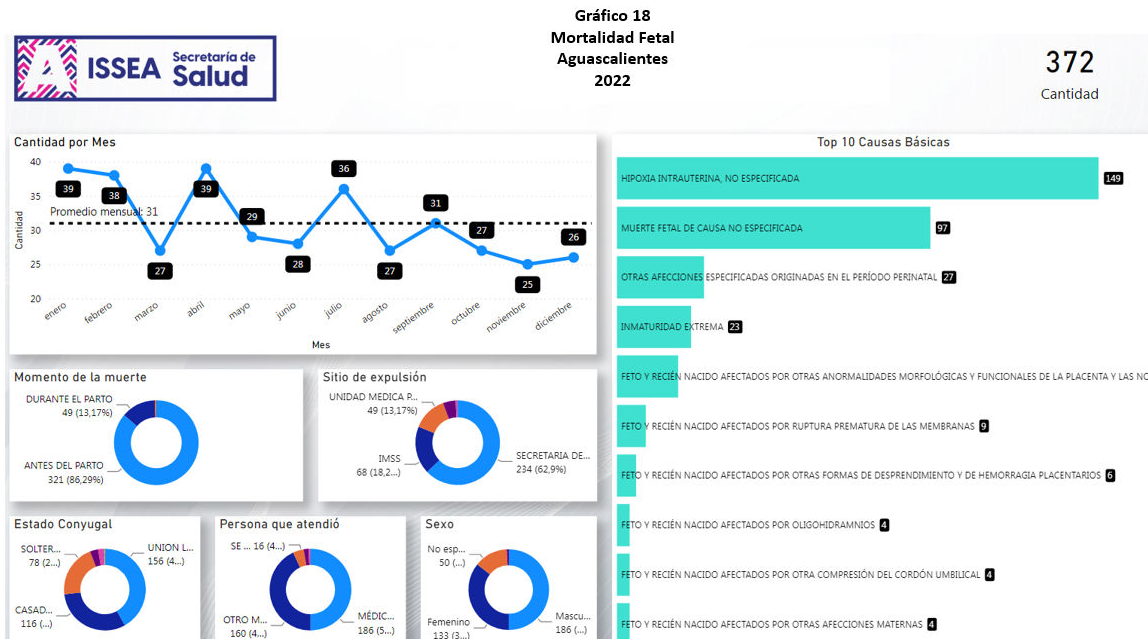 Gráfico 18
Mortalidad Fetal
Aguascalientes
2022
A ISSEA Secretaría de
Salud
372
Cantidad
Cantidad por Mes
Cantidad
40
35
30
25
20
Promedio mensual: 31
39
38
27
39
29
28
36
27
31
27
25
26
enero
febrero
marzo
abril
mayo
junio
julio
agosto
septiembre
octubre
noviembre
diciembre
Mes
Momento de la muerte
DURANTE EL PARTO
49 (13,17%)
ANTES DEL PARTO
321 (86,29%)
Sitio de expulsión
UNIDAD MEDICA P...
49 (13,17%)
IMSS
68 (18,2...)
SECRETARIA DE...
234 (62,9%)
Estado Conyugal
SOLTER...
78 (2...)
UNION L...
156 (4...)
CASAD...
116 (...)
Persona que atendió
SE ... 16 (4...)
OTRO M...
160 (4...)
MÉDIC...
186 (5...)
Sexo
No esp...
50 (...)
Femenino
133 (3...)
Mascu...
186 (...)
Top 10 Causas Básicas
HIPOXIA INTRAUTERINA, NO ESPECIFICADA 149
MUERTE FETAL DE CAUSA NO ESPECIFICADA 97
OTRAS AFECCIONES ESPECIFICADAS ORIGINADAS EN EL PERÍODO PERINATAL 27
INMATURIDAD EXTREMA 23
FETO Y RECIÉN NACIDO AFECTADOS POR OTRAS ANORMALIDADES MORFOLÓGICAS Y FUNCIONALES DE LA PLACENTA Y LAS NO
FETO Y RECIÉN NACIDO AFECTADOS POR RUPTURA PREMATURA DE LAS MEMBRANAS 9
FETO Y RECIÉN NACIDO AFECTADOS POR OTRAS FORMAS DE DESPRENDIMIENTO Y DE HEMORRAGIA PLACENTARIOS 6
FETO Y RECIÉN NACIDO AFECTADOS POR OLIGOHIDRAMNIOS 4
FETO Y RECIÉN NACIDO AFECTADOS POR OTRA COMPRESIÓN DEL CORDÓN UMBILICAL 4
FETO Y RECIÉN NACIDO AFECTADOS POR OTRAS AFECCIONES MATERNAS 4